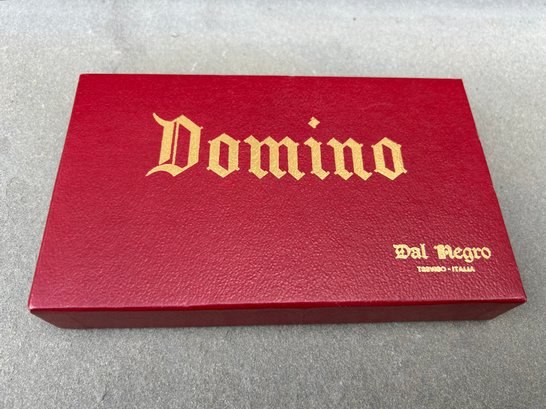 Domino
Dal Negro
TREVISO - ITALIA